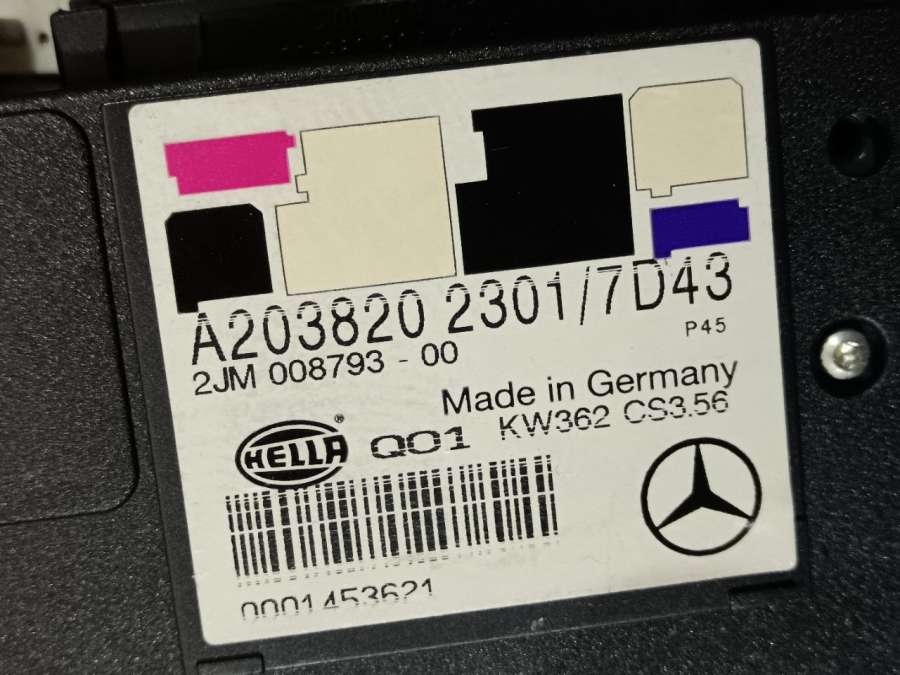 A203820 2301/7D43
P45
2JM 008793 - 00
Made in Germany
KW362 CS3.56
HELLA® Q01
0001453621